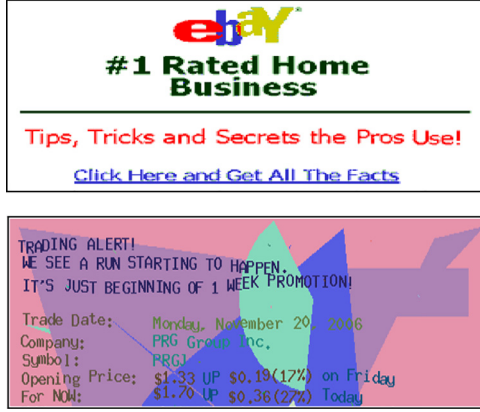 ebaY
#1 Rated Home
Business
Tips, Tricks and Secrets the Pros Use!
Click Here and Get All The Facts
TRADING ALERT!
WE SEE A RUN STARTING TO HAPPEN.
IT'S JUST BEGINNING OF 1 WEEK PROMOTION!
Trade Date: Monday, November 20, 2006
Company: PRG Group Inc.
Symbol: PRGJ
Opening Price: $1.33 UP $0.19(17%) on Friday
For NOW: $1.70 UP $0.36(27%) Today